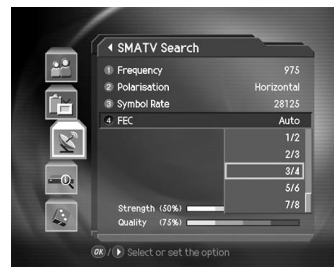 SMATV Search
1 Frequency 975
2 Polarisation Horizontal
3 Symbol Rate 28125
4 FEC Auto
1/2
2/3
3/4
5/6
7/8
Strength (50%)
Quality (75%)
OK / Select or set the option